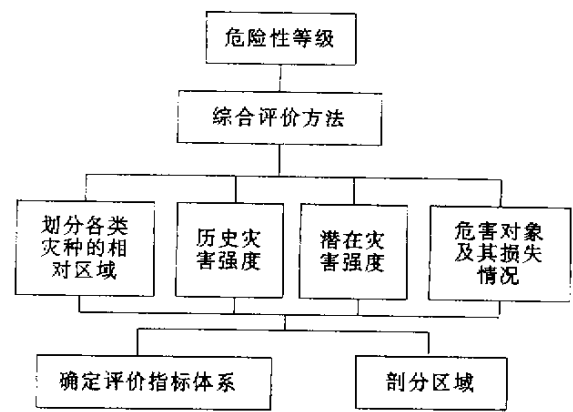 危险性等级
综合评价方法
划分各类
灾种的相
对区域
历史灾
害强度
潜在灾
害强度
危害对象
及其损失
情况
确定评价指标体系
剖分区域